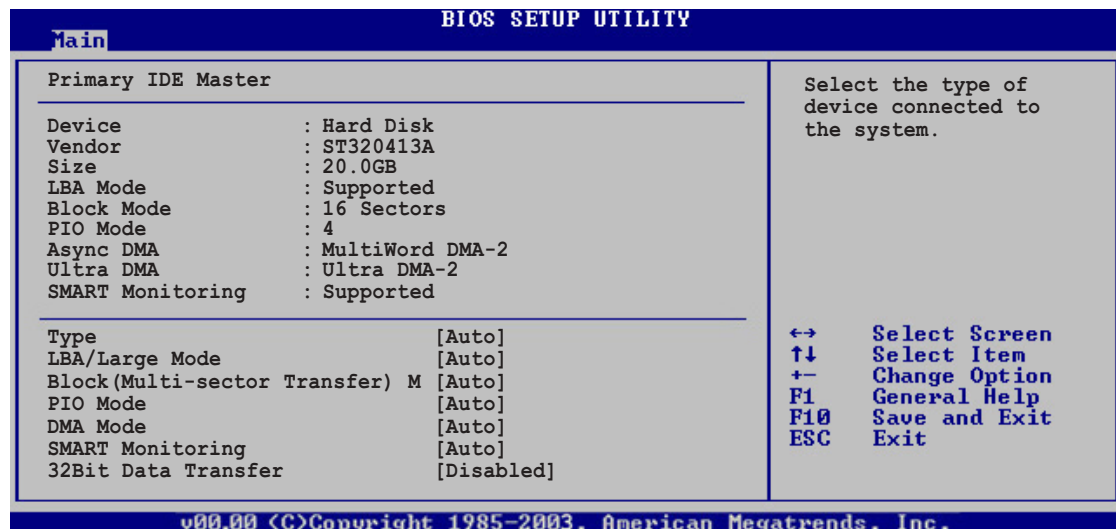 BIOS SETUP UTILITY
Main
Primary IDE Master
Device : Hard Disk
Vendor : ST320413A
Size : 20.0GB
LBA Mode : Supported
Block Mode : 16 Sectors
PIO Mode : 4
Async DMA : MultiWord DMA-2
Ultra DMA : Ultra DMA-2
SMART Monitoring : Supported
Type [Auto]
LBA/Large Mode [Auto]
Block(Multi-sector Transfer) M [Auto]
PIO Mode [Auto]
DMA Mode [Auto]
SMART Monitoring [Auto]
32Bit Data Transfer [Disabled]
Select the type of
device connected to
the system.
←→ Select Screen
↑↓ Select Item
+- Change Option
F1 General Help
F10 Save and Exit
ESC Exit
v00.00 (C)Copyright 1985-2003, American Megatrends, Inc.